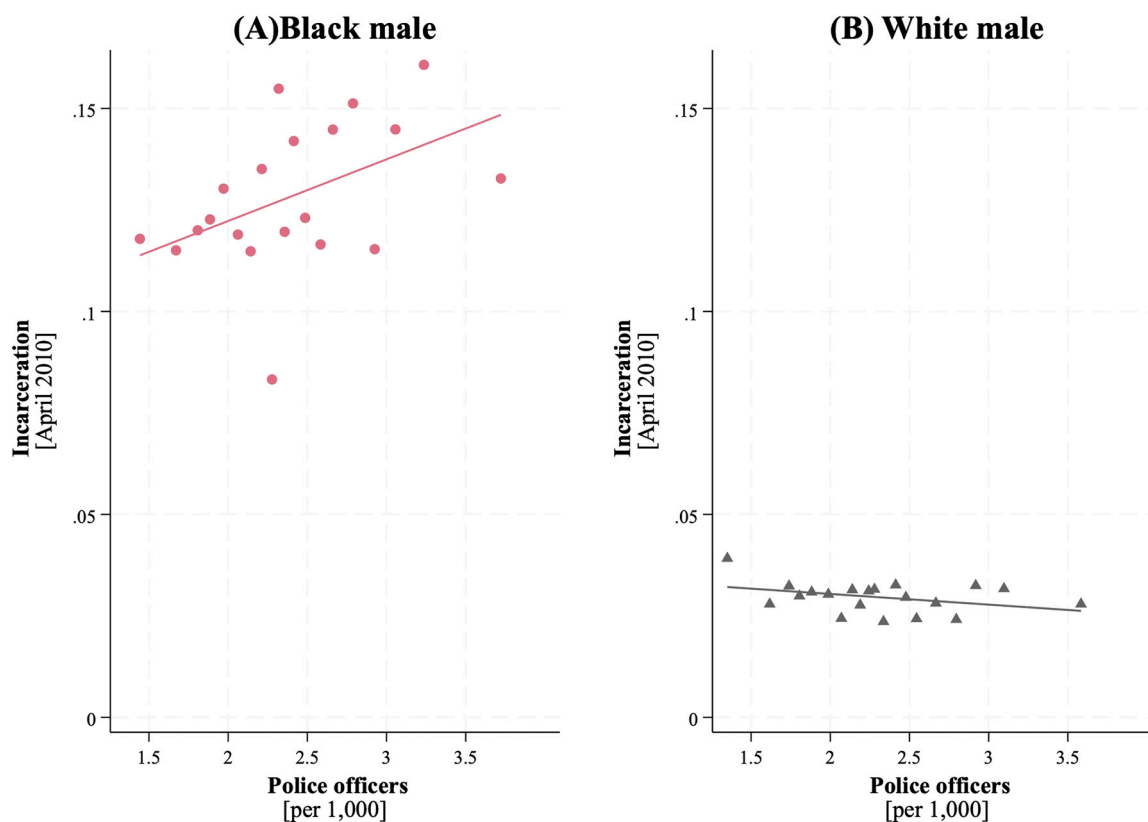 (A)Black male
.15
.1
.05
0
Incarceration
[April 2010]
1.5 2 2.5 3 3.5
Police officers
[per 1,000]
(B) White male
.15
.1
.05
0
Incarceration
[April 2010]
1.5 2 2.5 3 3.5
Police officers
[per 1,000]